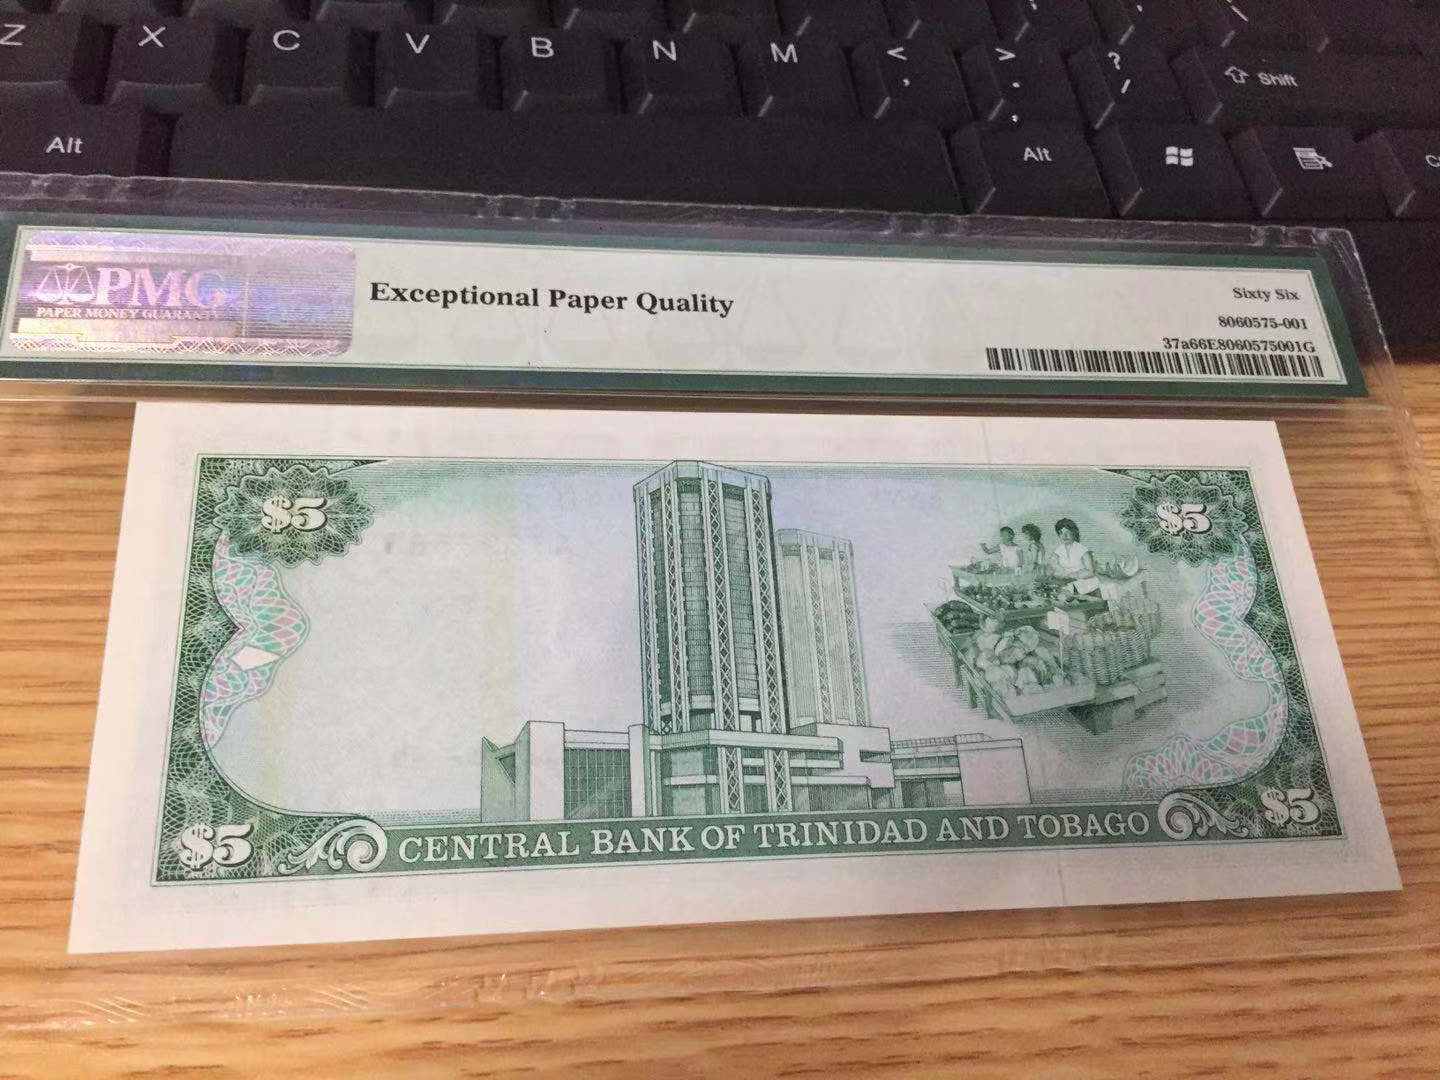 Z X C V B N M < , > . ? / Shift
Alt Alt
PMG
PAPER MONEY GUARANTY
Exceptional Paper Quality
Sixty Six
8060575-001
37a66E8060575001G
$5 $5
$5 CENTRAL BANK OF TRINIDAD AND TOBAGO $5